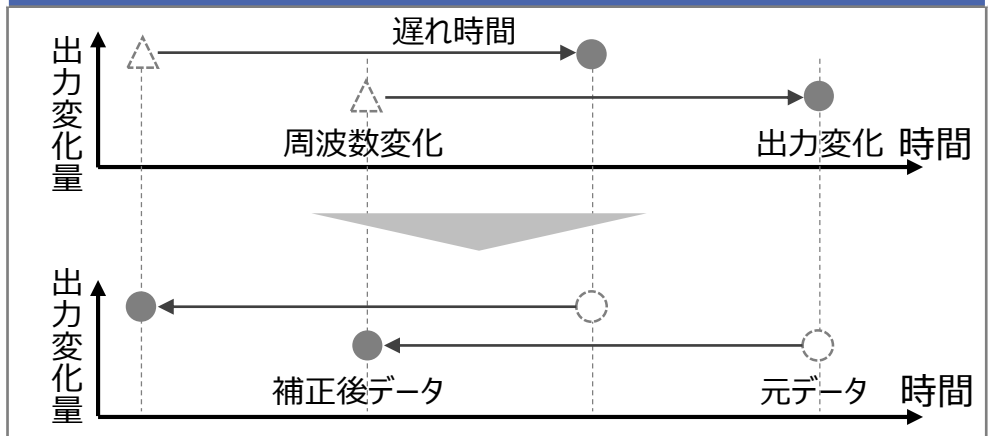 出力変化量
遅れ時間
周波数変化
出力変化
時間
出力変化量
補正後データ
元データ
時間